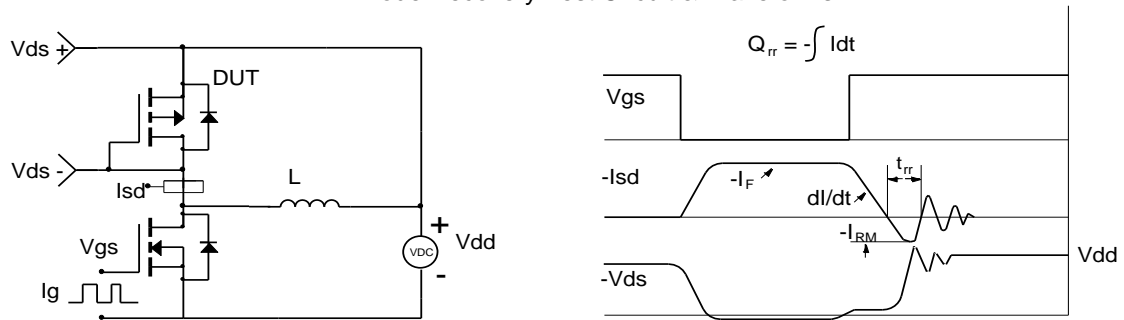 Vds +
DUT
Vds -
Isd
L
Vgs
Ig
+
VDC
-
Vdd
Qrr = -∫ Idt
Vgs
-Isd
-IF
dI/dt
trr
-IRM
Vdd
-Vds